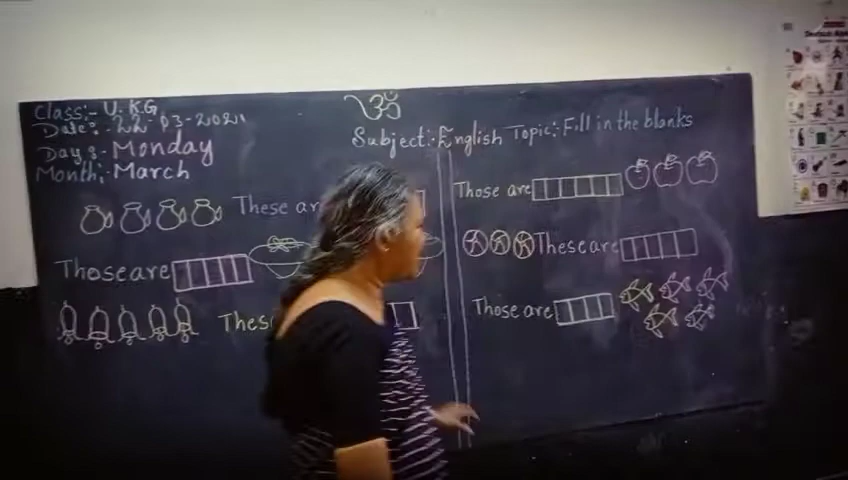 Class:- U.K.G
Date:- 22-03-2021
Day:- Monday
Month:- March
ॐ
Subject:- English Topic:- Fill in the blanks
These are
Those are
These
Those are
These are
Those are